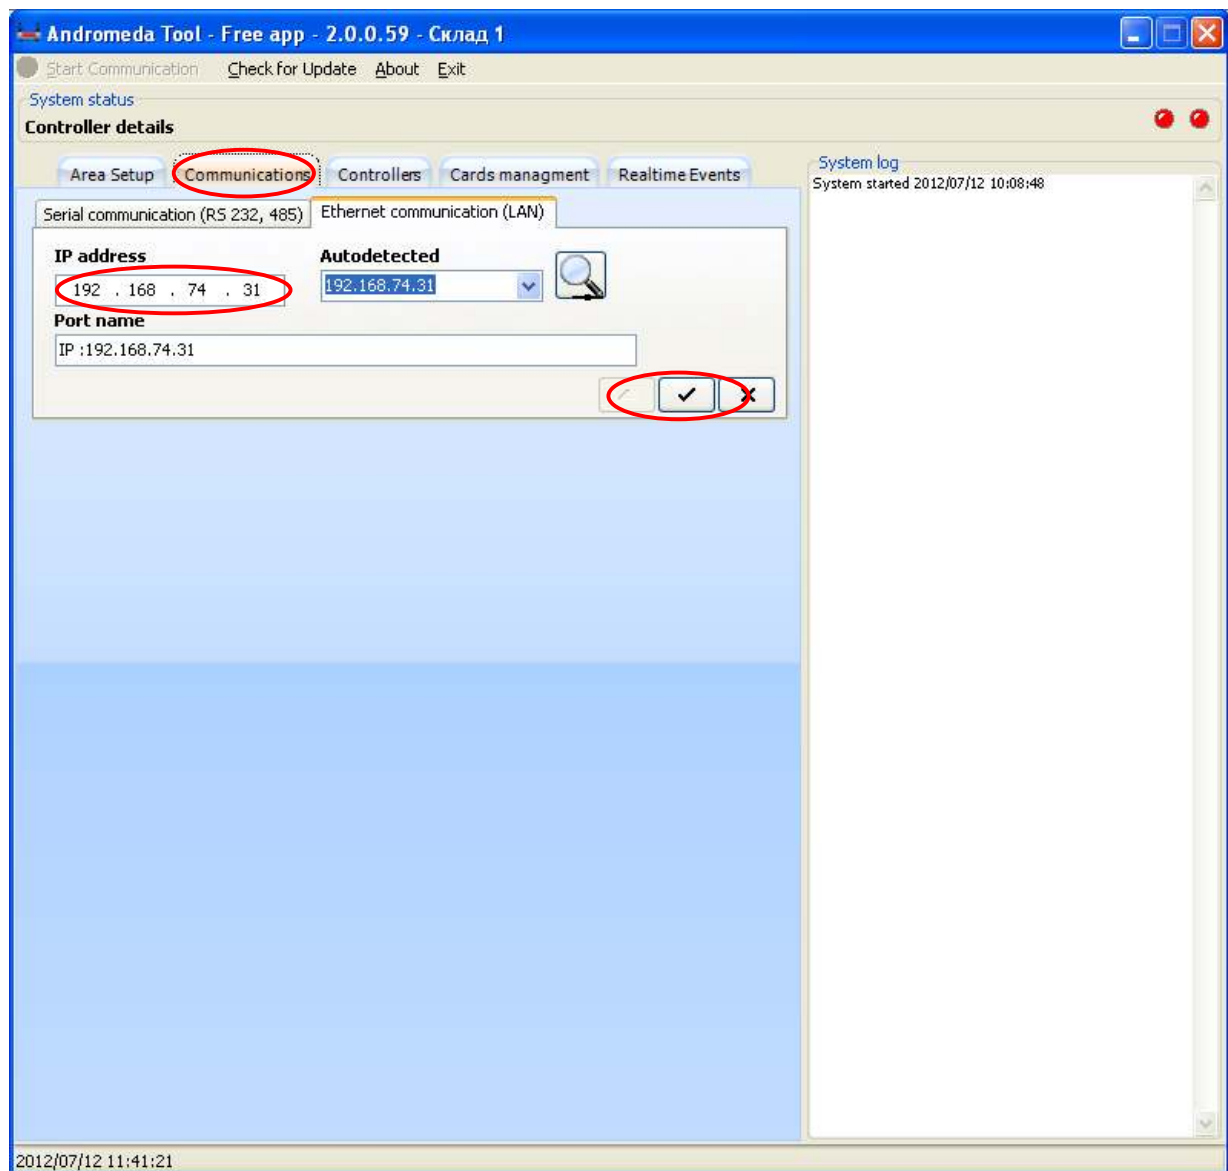 Andromeda Tool - Free app - 2.0.0.59 - Склад 1
Start Communication Check for Update About Exit
System status
Controller details
Area Setup Communications Controllers Cards managment Realtime Events
Serial communication (RS 232, 485) Ethernet communication (LAN)
IP address Autodetected
192 . 168 . 74 . 31 192.168.74.31
Port name
IP :192.168.74.31
System log
System started 2012/07/12 10:08:48
2012/07/12 11:41:21